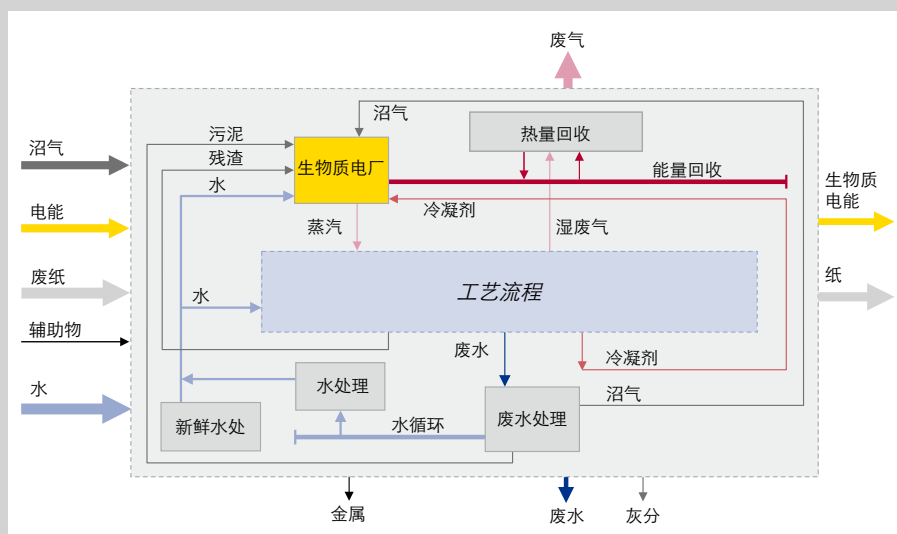 废气
沼气
污泥
残渣
水
生物质电厂
热量回收
能量回收
沼气
电能
废纸
辅助物
水
生物质
电能
纸
蒸汽
冷凝剂
湿废气
工艺流程
水
废水
冷凝剂
沼气
水处理
新鲜水处
水循环
废水处理
金属
废水
灰分